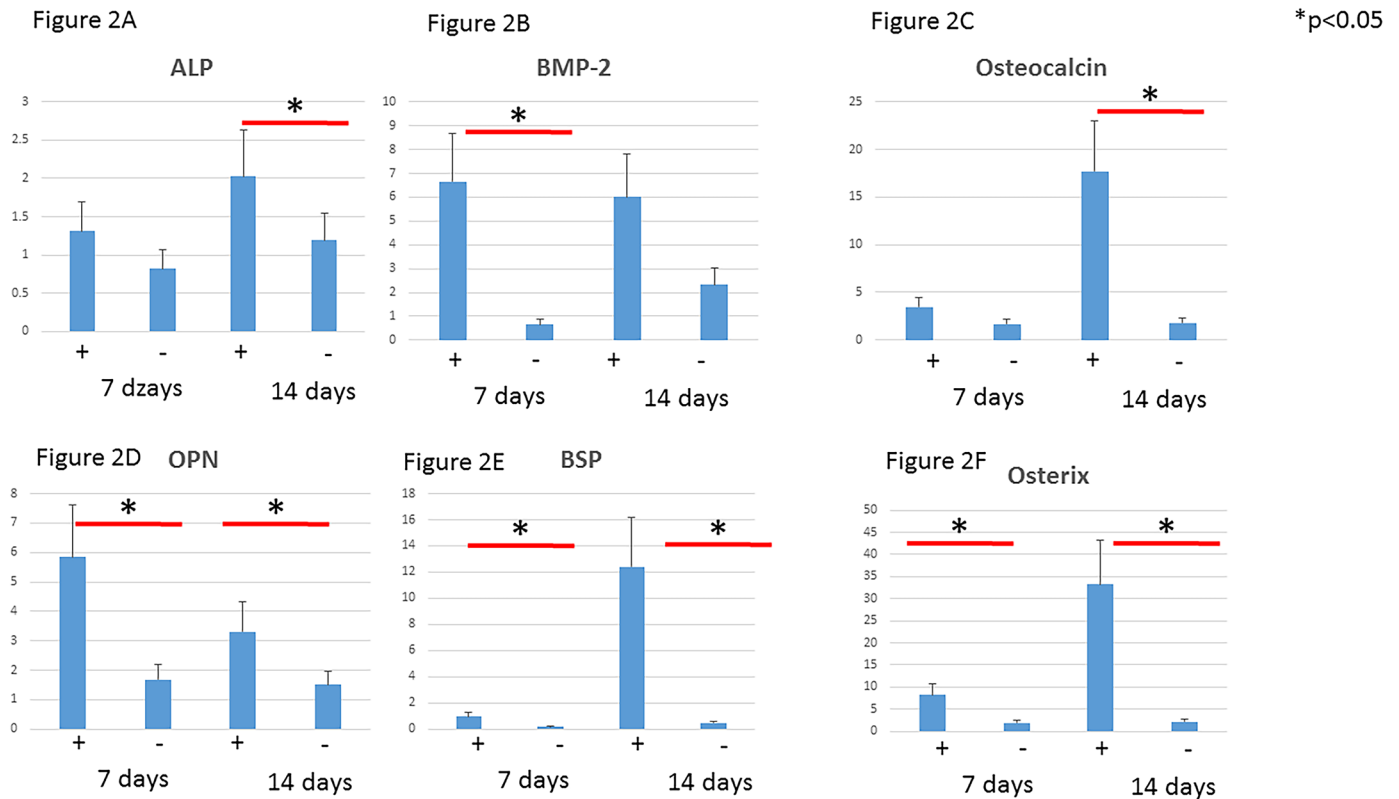 Figure 2A
Figure 2B
Figure 2C
*p<0.05
ALP
3
2.5
2
1.5
1
0.5
0
+ - + -
7 dzays 14 days
BMP-2
10
9
8
7
6
5
4
3
2
1
0
+ - + -
7 days 14 days
Osteocalcin
25
20
15
10
5
0
+ - + -
7 days 14 days
*
*
*
Figure 2D OPN
8
7
6
5
4
3
2
1
0
* *
+ - + -
7 days 14 days
Figure 2E BSP
18
16
14
12
10
8
6
4
2
0
* *
+ - + -
7 days 14 days
Figure 2F
Osterix
50
45
40
35
30
25
20
15
10
5
0
* *
+ - + -
7 days 14 days